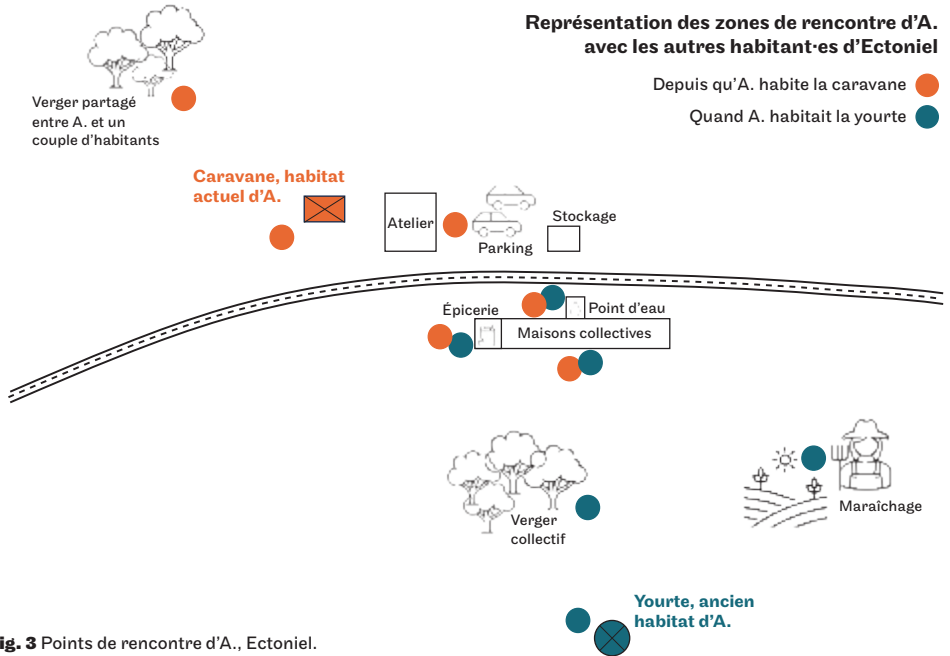 Représentation des zones de rencontre d’A.
avec les autres habitant·es d’Ectoniel
Depuis qu’A. habite la caravane
Quand A. habitait la yourte
Verger partagé
entre A. et un
couple d’habitants
Caravane, habitat
actuel d’A.
Atelier
Parking
Stockage
Épicerie
Point d’eau
Maisons collectives
Verger
collectif
Maraîchage
Yourte, ancien
habitat d’A.
ig. 3 Points de rencontre d’A., Ectoniel.